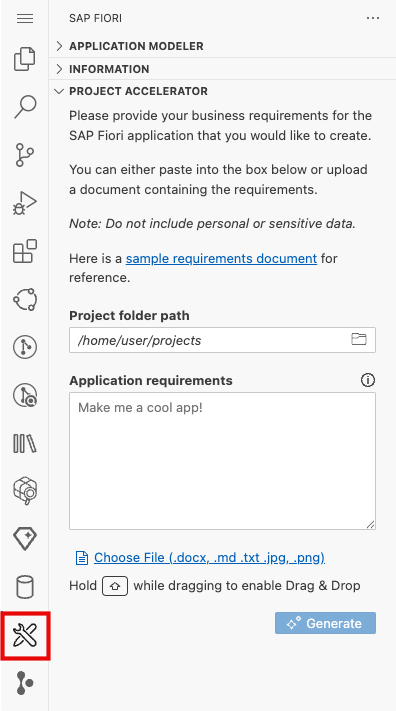 SAP FIORI
APPLICATION MODELER
INFORMATION
PROJECT ACCELERATOR
Please provide your business requirements for the
SAP Fiori application that you would like to create.
You can either paste into the box below or upload
a document containing the requirements.
Note: Do not include personal or sensitive data.
Here is a sample requirements document for
reference.
Project folder path
/home/user/projects
Application requirements
Make me a cool app!
Choose File (.docx, .md .txt .jpg, .png)
Hold while dragging to enable Drag & Drop
Generate